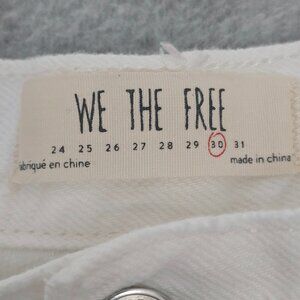 WE THE FREE
24 25 26 27 28 29 30 31
abriqué en chine made in china